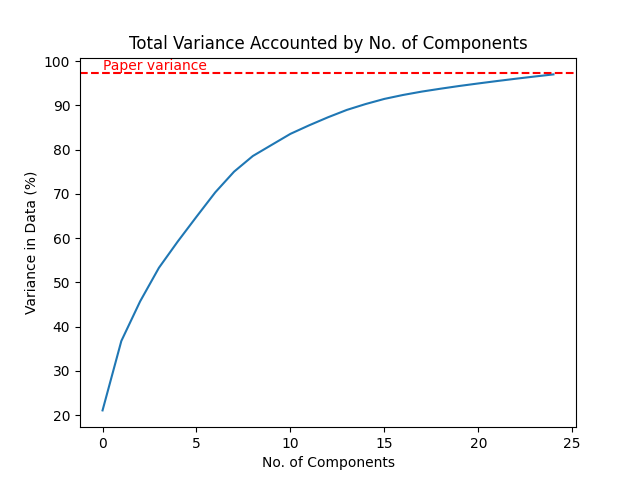 Total Variance Accounted by No. of Components
Paper variance
100
90
80
70
60
50
40
30
20
Variance in Data (%)
0 5 10 15 20 25
No. of Components